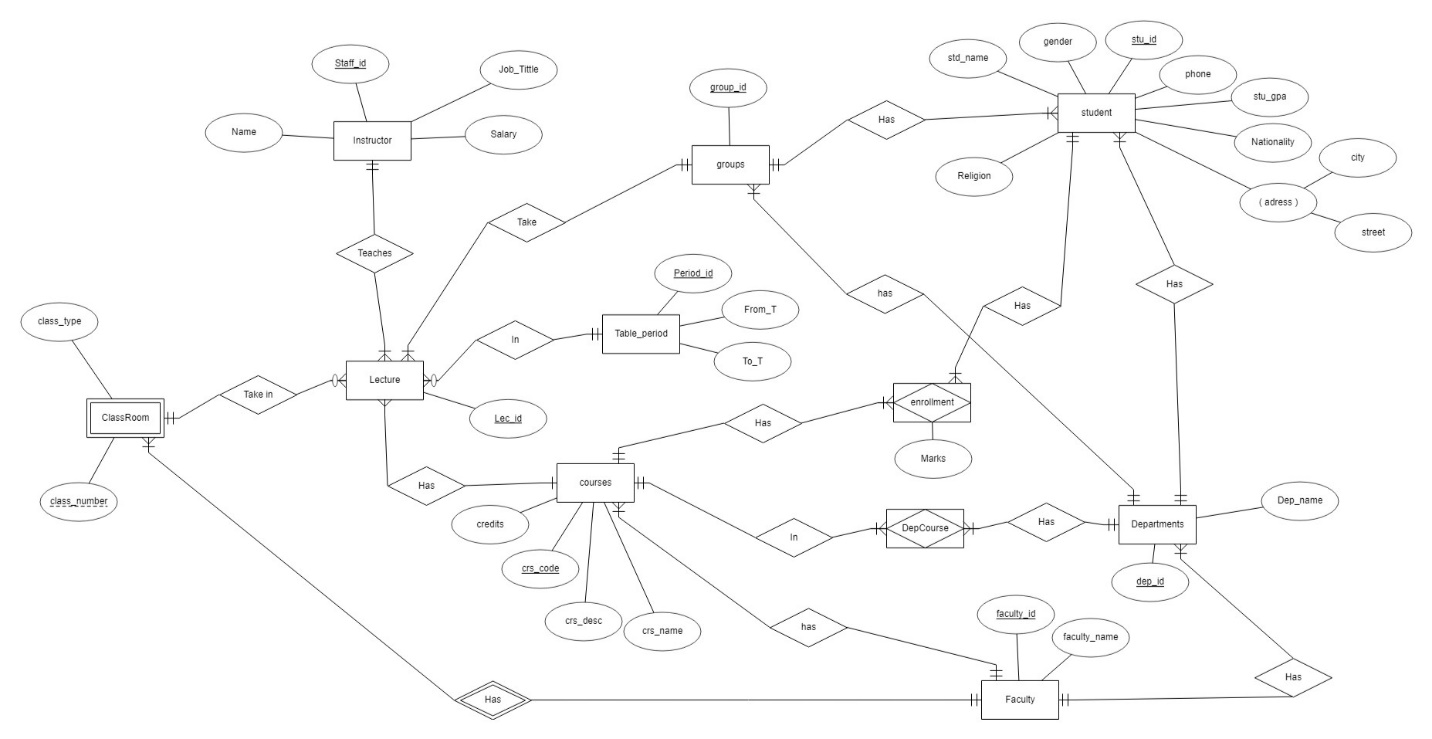 stu_id
gender
Staff_id
std_name
Job_Tittle
phone
group_id
stu_gpa
student
Has
Name
Salary
Instructor
Nationality
city
groups
Religion
( adress )
Take
street
Teaches
Period_id
Has
has
Has
From_T
class_type
Table_period
In
To_T
Lecture
Take in
enrollment
ClassRoom
Lec_id
Has
Marks
courses
Has
class_number
Dep_name
credits
Departments
DepCourse
Has
In
crs_code
dep_id
faculty_id
crs_desc
has
crs_name
faculty_name
Has
Has
Faculty